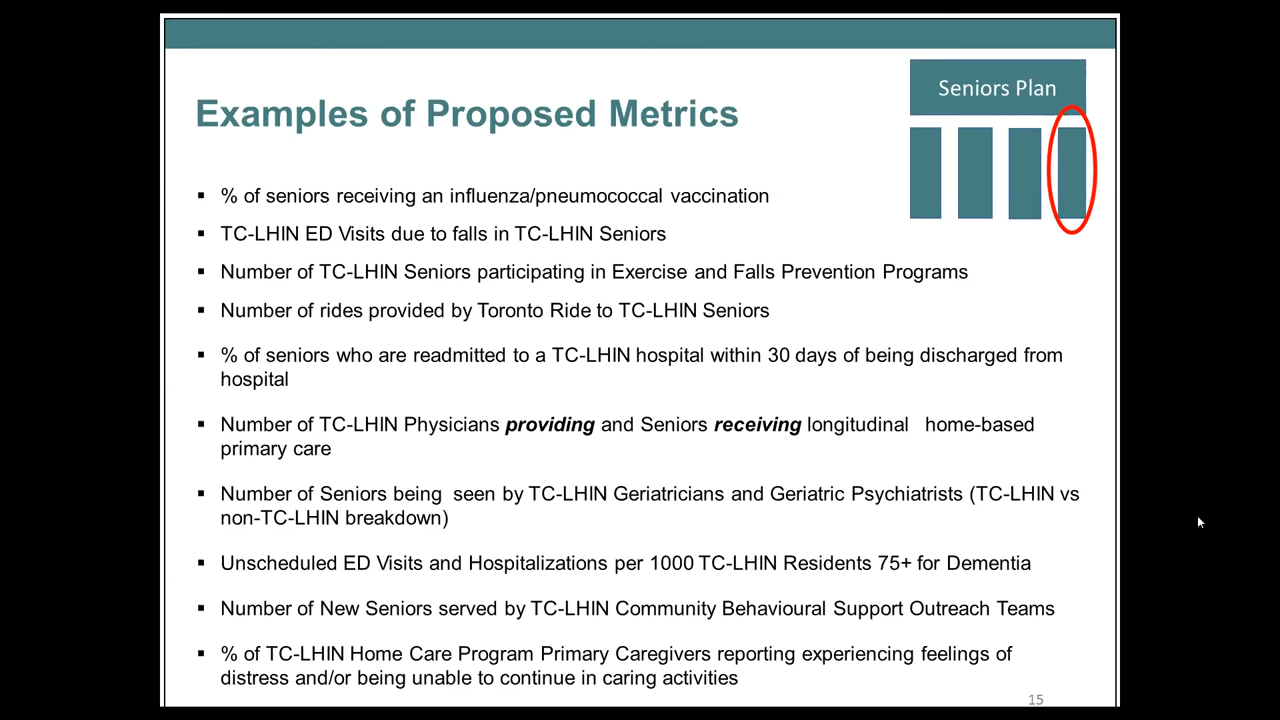 Seniors Plan
Examples of Proposed Metrics
▪ % of seniors receiving an influenza/pneumococcal vaccination
▪ TC-LHIN ED Visits due to falls in TC-LHIN Seniors
▪ Number of TC-LHIN Seniors participating in Exercise and Falls Prevention Programs
▪ Number of rides provided by Toronto Ride to TC-LHIN Seniors
▪ % of seniors who are readmitted to a TC-LHIN hospital within 30 days of being discharged from
hospital
▪ Number of TC-LHIN Physicians providing and Seniors receiving longitudinal home-based
primary care
▪ Number of Seniors being seen by TC-LHIN Geriatricians and Geriatric Psychiatrists (TC-LHIN vs
non-TC-LHIN breakdown)
▪ Unscheduled ED Visits and Hospitalizations per 1000 TC-LHIN Residents 75+ for Dementia
▪ Number of New Seniors served by TC-LHIN Community Behavioural Support Outreach Teams
▪ % of TC-LHIN Home Care Program Primary Caregivers reporting experiencing feelings of
distress and/or being unable to continue in caring activities
15